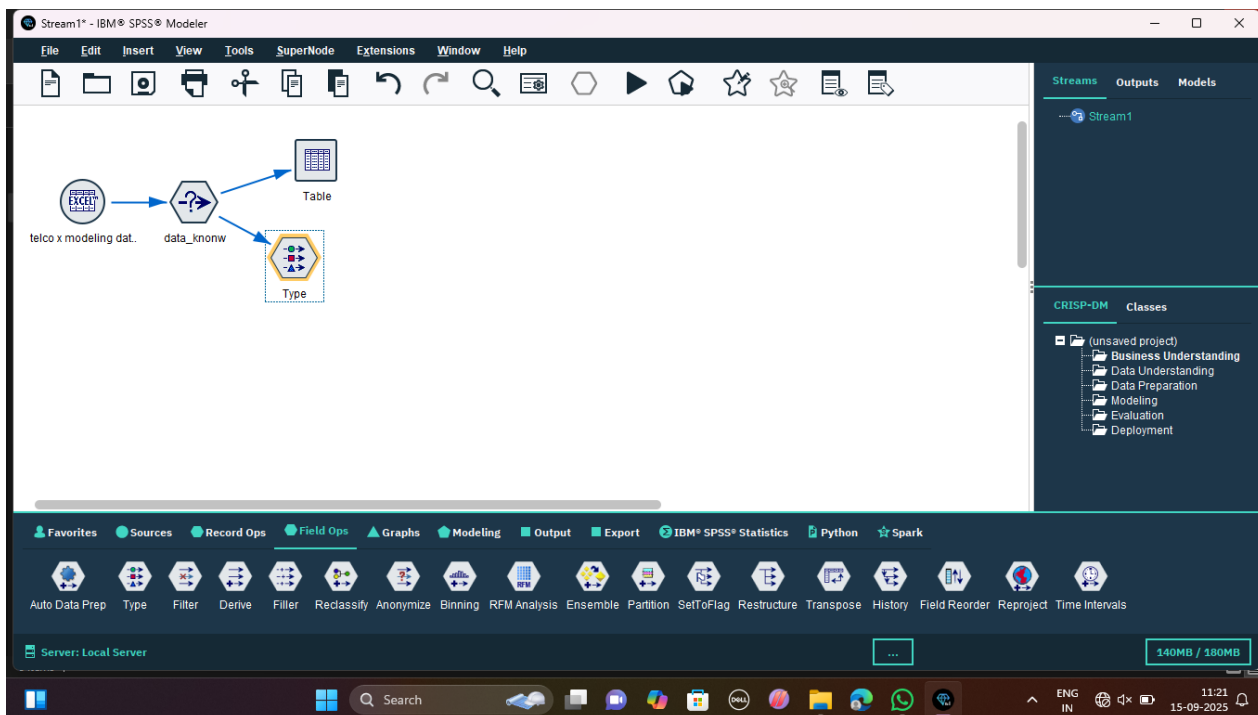 Stream1* - IBM® SPSS® Modeler
File Edit Insert View Tools SuperNode Extensions Window Help
Streams Outputs Models
Stream1
EXCEL™
Table
telco x modeling dat..
data_knonw
Type
CRISP-DM Classes
(unsaved project)
Business Understanding
Data Understanding
Data Preparation
Modeling
Evaluation
Deployment
Favorites Sources Record Ops Field Ops Graphs Modeling Output Export IBM® SPSS® Statistics Python Spark
RFM
Auto Data Prep Type Filter Derive Filler Reclassify Anonymize Binning RFM Analysis Ensemble Partition SetToFlag Restructure Transpose History Field Reorder Reproject Time Intervals
Server: Local Server
...
140MB / 180MB
Search
DELL
ENG
IN
11:21
15-09-2025